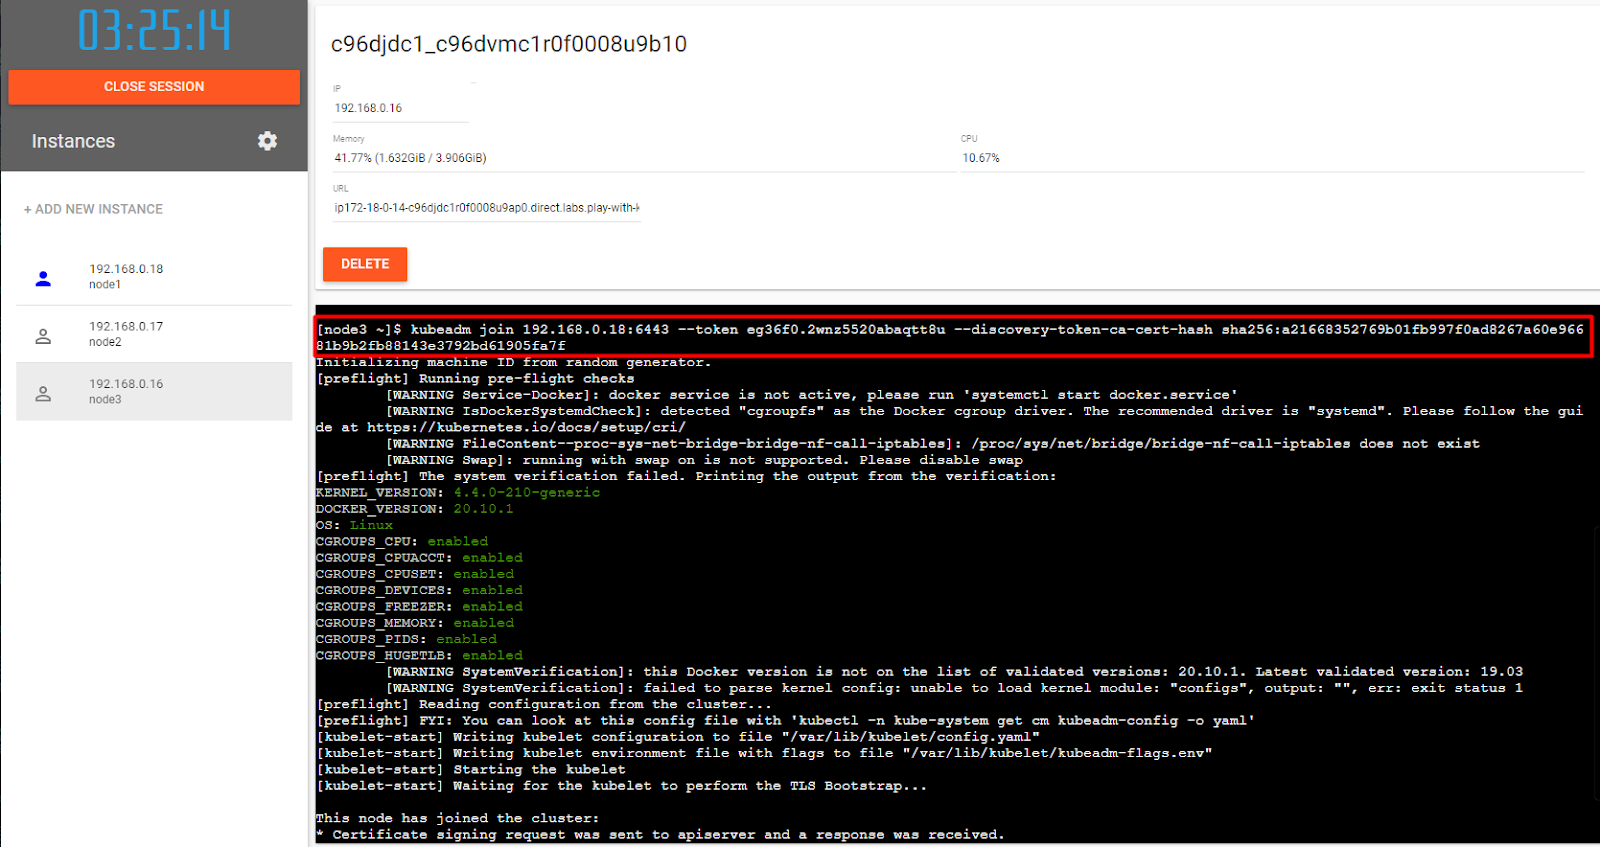 03:25:14
CLOSE SESSION
Instances
+ ADD NEW INSTANCE
192.168.0.18
node1
192.168.0.17
node2
192.168.0.16
node3
c96djdc1_c96dvmc1r0f0008u9b10
IP
192.168.0.16
Memory
41.77% (1.632GiB / 3.906GiB)
CPU
10.67%
URL
ip172-18-0-14-c96djdc1r0f0008u9ap0.direct.labs.play-with-k
DELETE
[node3 ~]$ kubeadm join 192.168.0.18:6443 --token eg36f0.2wnz5520abaqtt8u --discovery-token-ca-cert-hash sha256:a21668352769b01fb997f0ad8267a60e966
81b9b2fb88143e3792bd61905fa7f
Initializing machine ID from random generator.
[preflight] Running pre-flight checks
[WARNING Service-Docker]: docker service is not active, please run 'systemctl start docker.service'
[WARNING IsDockerSystemdCheck]: detected "cgroupfs" as the Docker cgroup driver. The recommended driver is "systemd". Please follow the gui
de at https://kubernetes.io/docs/setup/cri/
[WARNING FileContent--proc-sys-net-bridge-bridge-nf-call-iptables]: /proc/sys/net/bridge/bridge-nf-call-iptables does not exist
[WARNING Swap]: running with swap on is not supported. Please disable swap
[preflight] The system verification failed. Printing the output from the verification:
KERNEL_VERSION: 4.4.0-210-generic
DOCKER_VERSION: 20.10.1
OS: Linux
CGROUPS_CPU: enabled
CGROUPS_CPUACCT: enabled
CGROUPS_CPUSET: enabled
CGROUPS_DEVICES: enabled
CGROUPS_FREEZER: enabled
CGROUPS_MEMORY: enabled
CGROUPS_PIDS: enabled
CGROUPS_HUGETLB: enabled
[WARNING SystemVerification]: this Docker version is not on the list of validated versions: 20.10.1. Latest validated version: 19.03
[WARNING SystemVerification]: failed to parse kernel config: unable to load kernel module: "configs", output: "", err: exit status 1
[preflight] Reading configuration from the cluster...
[preflight] FYI: You can look at this config file with 'kubectl -n kube-system get cm kubeadm-config -o yaml'
[kubelet-start] Writing kubelet configuration to file "/var/lib/kubelet/config.yaml"
[kubelet-start] Writing kubelet environment file with flags to file "/var/lib/kubelet/kubeadm-flags.env"
[kubelet-start] Starting the kubelet
[kubelet-start] Waiting for the kubelet to perform the TLS Bootstrap...
This node has joined the cluster:
* Certificate signing request was sent to apiserver and a response was received.